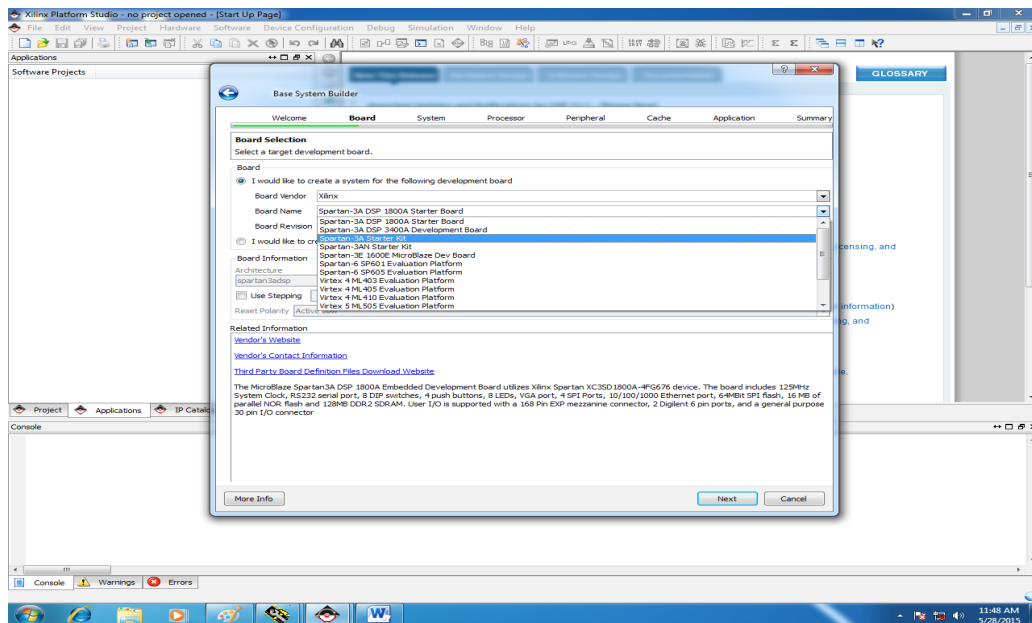 Xilinx Platform Studio - no project opened - [Start Up Page]
File Edit View Project Hardware Software Device Configuration Debug Simulation Window Help
Applications
Software Projects
GLOSSARY
Base System Builder
Welcome Board System Processor Peripheral Cache Application Summary
Board Selection
Select a target development board.
Board
I would like to create a system for the following development board
Board Vendor Xilinx
Board Name Spartan-3A DSP 1800A Starter Board
Spartan-3A DSP 1800A Starter Board
Board Revision
Spartan-3A DSP 3400A Development Board
I would like to cre
Spartan-3A Starter Kit
Spartan-3AN Starter Kit
censing, and
Board Information
Spartan-3E 1600E MicroBlaze Dev Board
Spartan-6 SP601 Evaluation Platform
Architecture
Spartan-6 SP605 Evaluation Platform
spartan3adsp
Virtex 4 ML403 Evaluation Platform
Virtex 4 ML405 Evaluation Platform
Use Stepping
Virtex 4 ML410 Evaluation Platform
Virtex 5 ML505 Evaluation Platform
Reset Polarity Active Low
information)
ng, and
Related Information
Vendor's Website
Vendor's Contact Information
Third Party Board Definition Files Download Website
e.
The MicroBlaze Spartan3A DSP 1800A Embedded Development Board utilizes Xilinx Spartan XC3SD1800A-4FG676 device. The board includes 125MHz
System Clock, RS232 serial port, 8 DIP switches, 4 push buttons, 8 LEDs, VGA port, 4 SPI Ports, 10/100/1000 Ethernet port, 64MBit SPI flash, 16 MB of
parallel NOR flash and 128MB DDR2 SDRAM. User I/O is supported with a 168 Pin EXP mezzanine connector, 2 Digilent 6 pin ports, and a general purpose
30 pin I/O connector
Project Applications IP Catalo
Console
More Info Next Cancel
Console Warnings Errors
11:48 AM
5/28/2015